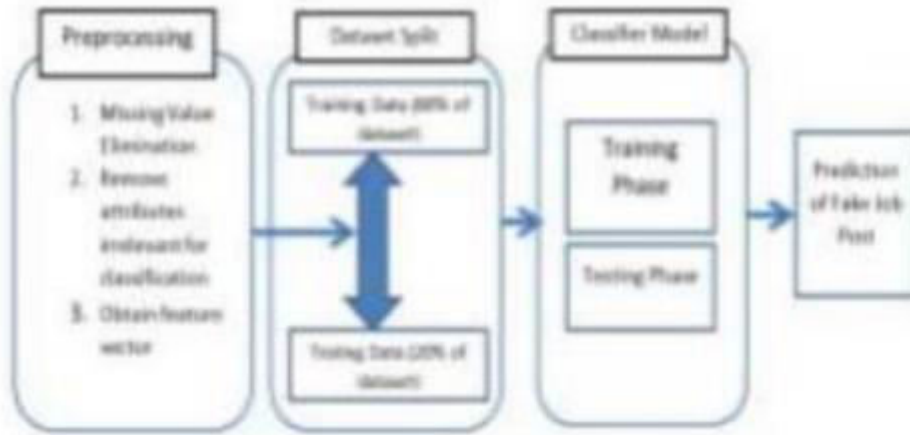 Preprocessing
1. Missing Value
Elimination
2. Remove
attributes
irrelevant for
classification
3. Obtain feature
vector
Dataset Split
Training Data (80% of
dataset)
Testing Data (20% of
dataset)
Classifier Model
Training
Phase
Testing Phase
Prediction
of Fake Job
Post